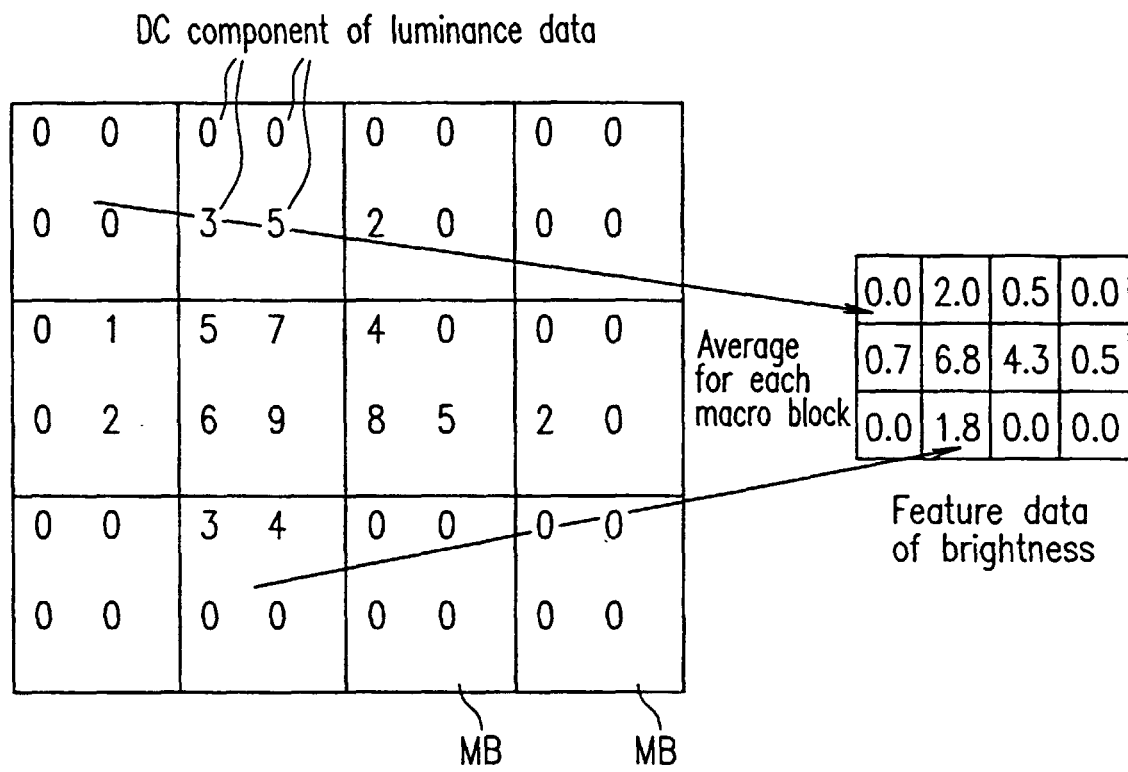 DC component of luminance data
0 0 0 0 0 0 0 0
0 0 3 5 2 0 0 0
0 1 5 7 4 0 0 0
0 2 6 9 8 5 2 0
0 0 3 4 0 0 0 0
0 0 0 0 0 0 0 0
MB MB
Average
for each
macro block
0.0 2.0 0.5 0.0
0.7 6.8 4.3 0.5
0.0 1.8 0.0 0.0
Feature data
of brightness